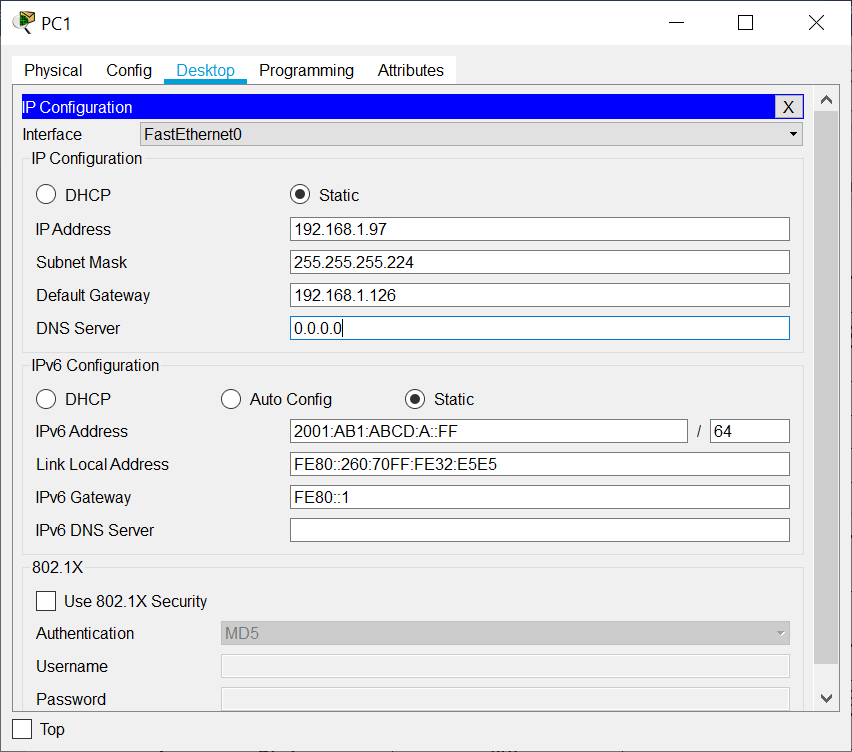 PC1
Physical Config Desktop Programming Attributes
IP Configuration X
Interface FastEthernet0
IP Configuration
DHCP Static
IP Address 192.168.1.97
Subnet Mask 255.255.255.224
Default Gateway 192.168.1.126
DNS Server 0.0.0.0
IPv6 Configuration
DHCP Auto Config Static
IPv6 Address 2001:AB1:ABCD:A::FF / 64
Link Local Address FE80::260:70FF:FE32:E5E5
IPv6 Gateway FE80::1
IPv6 DNS Server
802.1X
Use 802.1X Security
Authentication MD5
Username
Password
Top